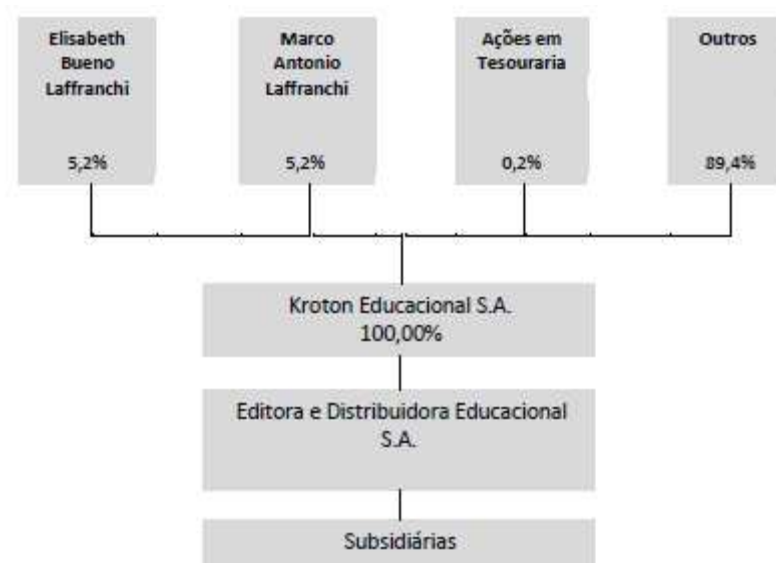 Elisabeth
Bueno
Laffranchi
5,2%
Marco
Antonio
Laffranchi
5,2%
Ações em
Tesouraria
0,2%
Outros
89,4%
Kroton Educacional S.A.
100,00%
Editora e Distribuidora Educacional
S.A.
Subsidiárias